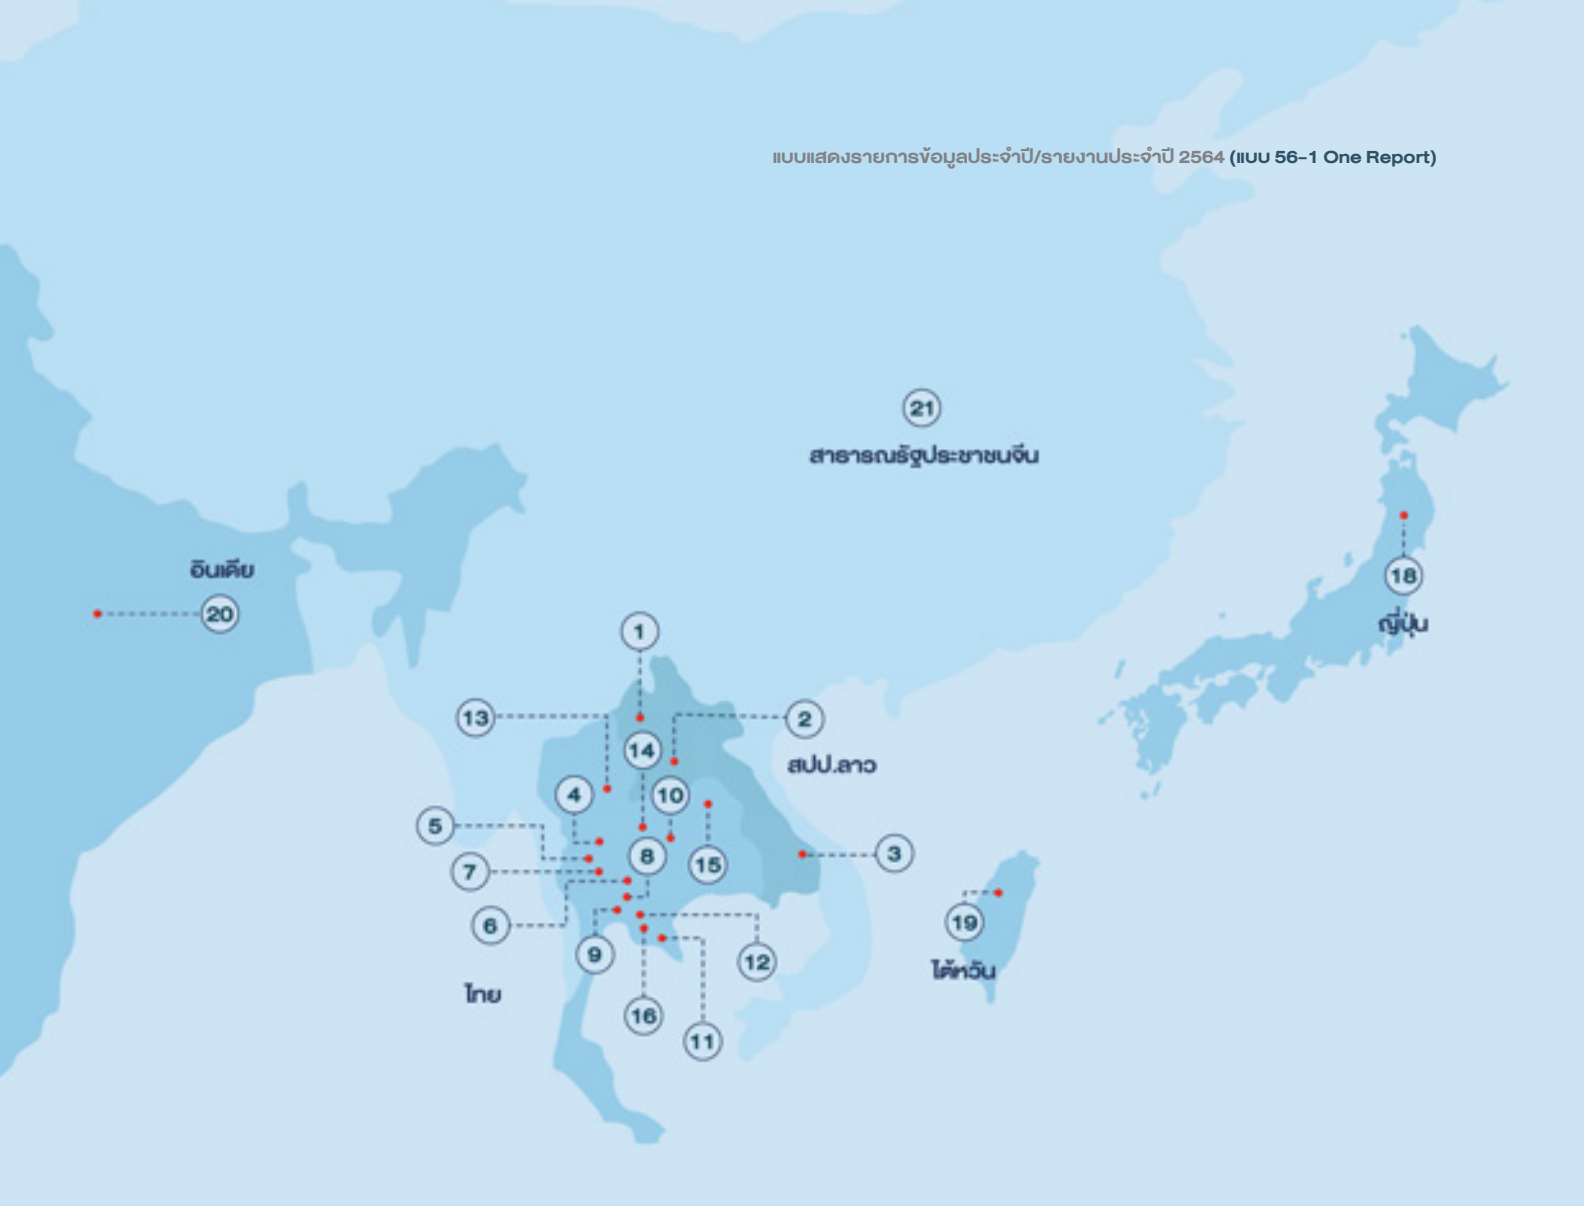 แบบแสดงรายการข้อมูลประจำปี/รายงานประจำปี 2564 (แบบ 56-1 One Report)
21
สาธารณรัฐประชาชนจีน
18
ญี่ปุ่น
อินเดีย
20
1
13
2
สปป.ลาว
14
4
10
5
8
15
3
7
6
9
12
19
ไต้หวัน
ไทย
16
11